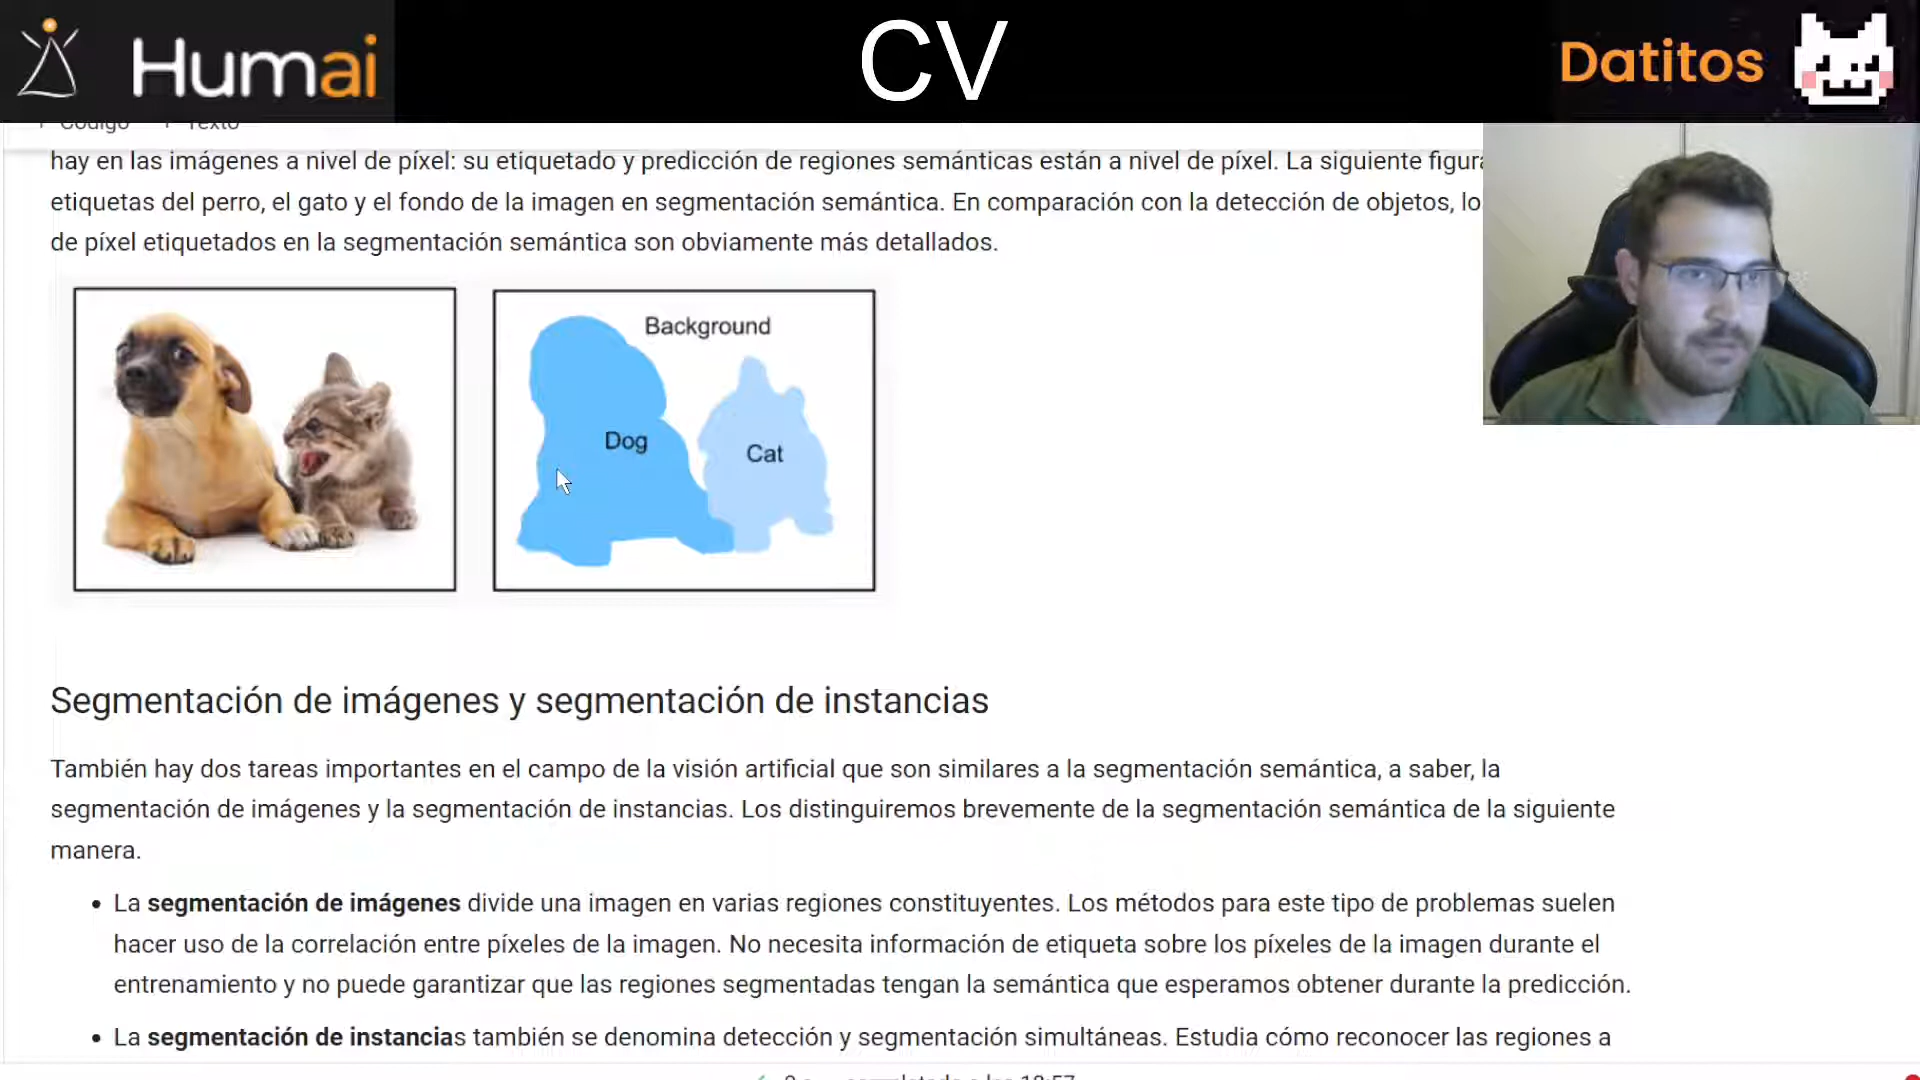 Humai
CV
Datitos
+ Código + Texto
hay en las imágenes a nivel de píxel: su etiquetado y predicción de regiones semánticas están a nivel de píxel. La siguiente figura
etiquetas del perro, el gato y el fondo de la imagen en segmentación semántica. En comparación con la detección de objetos, lo
de píxel etiquetados en la segmentación semántica son obviamente más detallados.
Background
Dog
Cat
Segmentación de imágenes y segmentación de instancias
También hay dos tareas importantes en el campo de la visión artificial que son similares a la segmentación semántica, a saber, la
segmentación de imágenes y la segmentación de instancias. Los distinguiremos brevemente de la segmentación semántica de la siguiente
manera.
• La segmentación de imágenes divide una imagen en varias regiones constituyentes. Los métodos para este tipo de problemas suelen
hacer uso de la correlación entre píxeles de la imagen. No necesita información de etiqueta sobre los píxeles de la imagen durante el
entrenamiento y no puede garantizar que las regiones segmentadas tengan la semántica que esperamos obtener durante la predicción.
• La segmentación de instancias también se denomina detección y segmentación simultáneas. Estudia cómo reconocer las regiones a